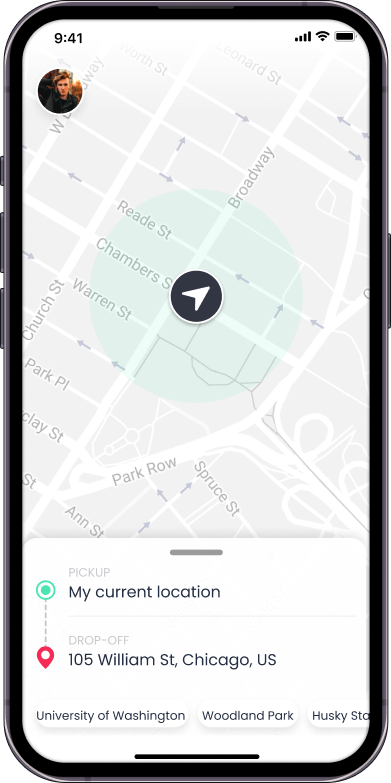 9:41
North St
Leonard St
W Broadway
Broadway
Reade St
Chambers S
Warren St
Church St
Park Pl
clay St
St
Park Row
Spruce St
Ann St
PICKUP
My current location
DROP-OFF
105 William St, Chicago, US
University of Washington
Woodland Park
Husky Sta